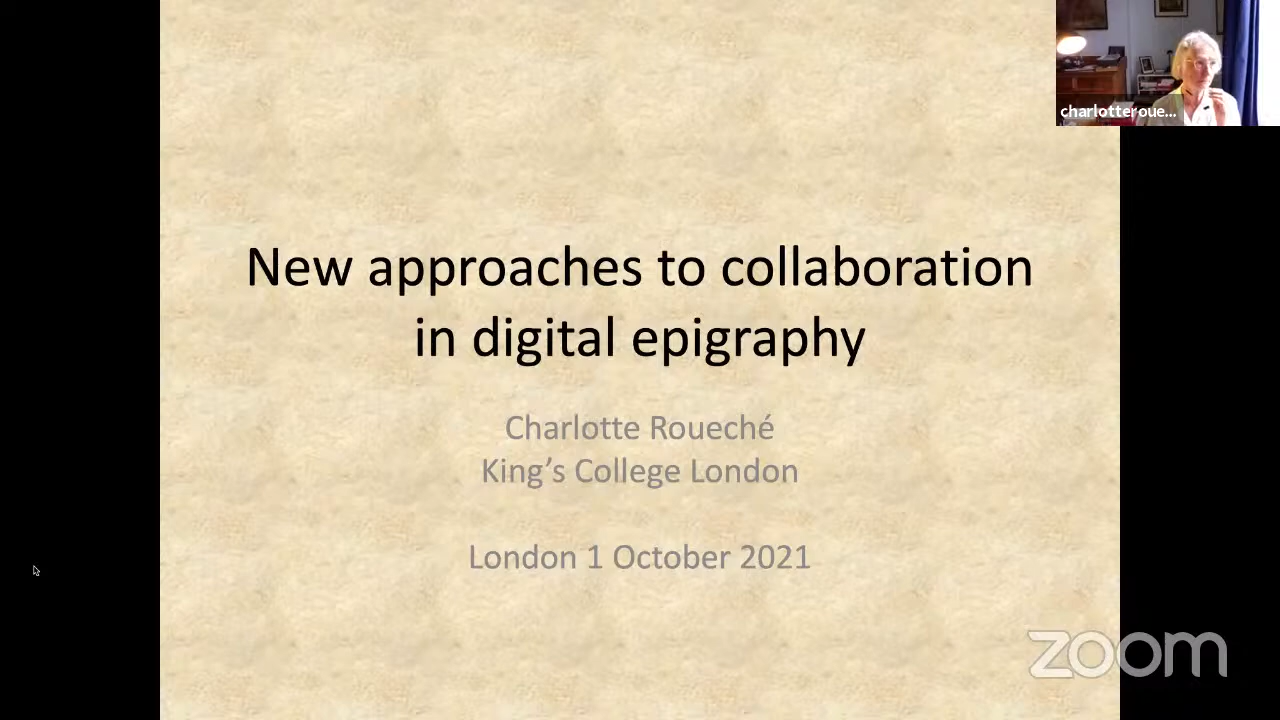 charlotteroue...
New approaches to collaboration
in digital epigraphy
Charlotte Roueché
King's College London
London 1 October 2021
zoom